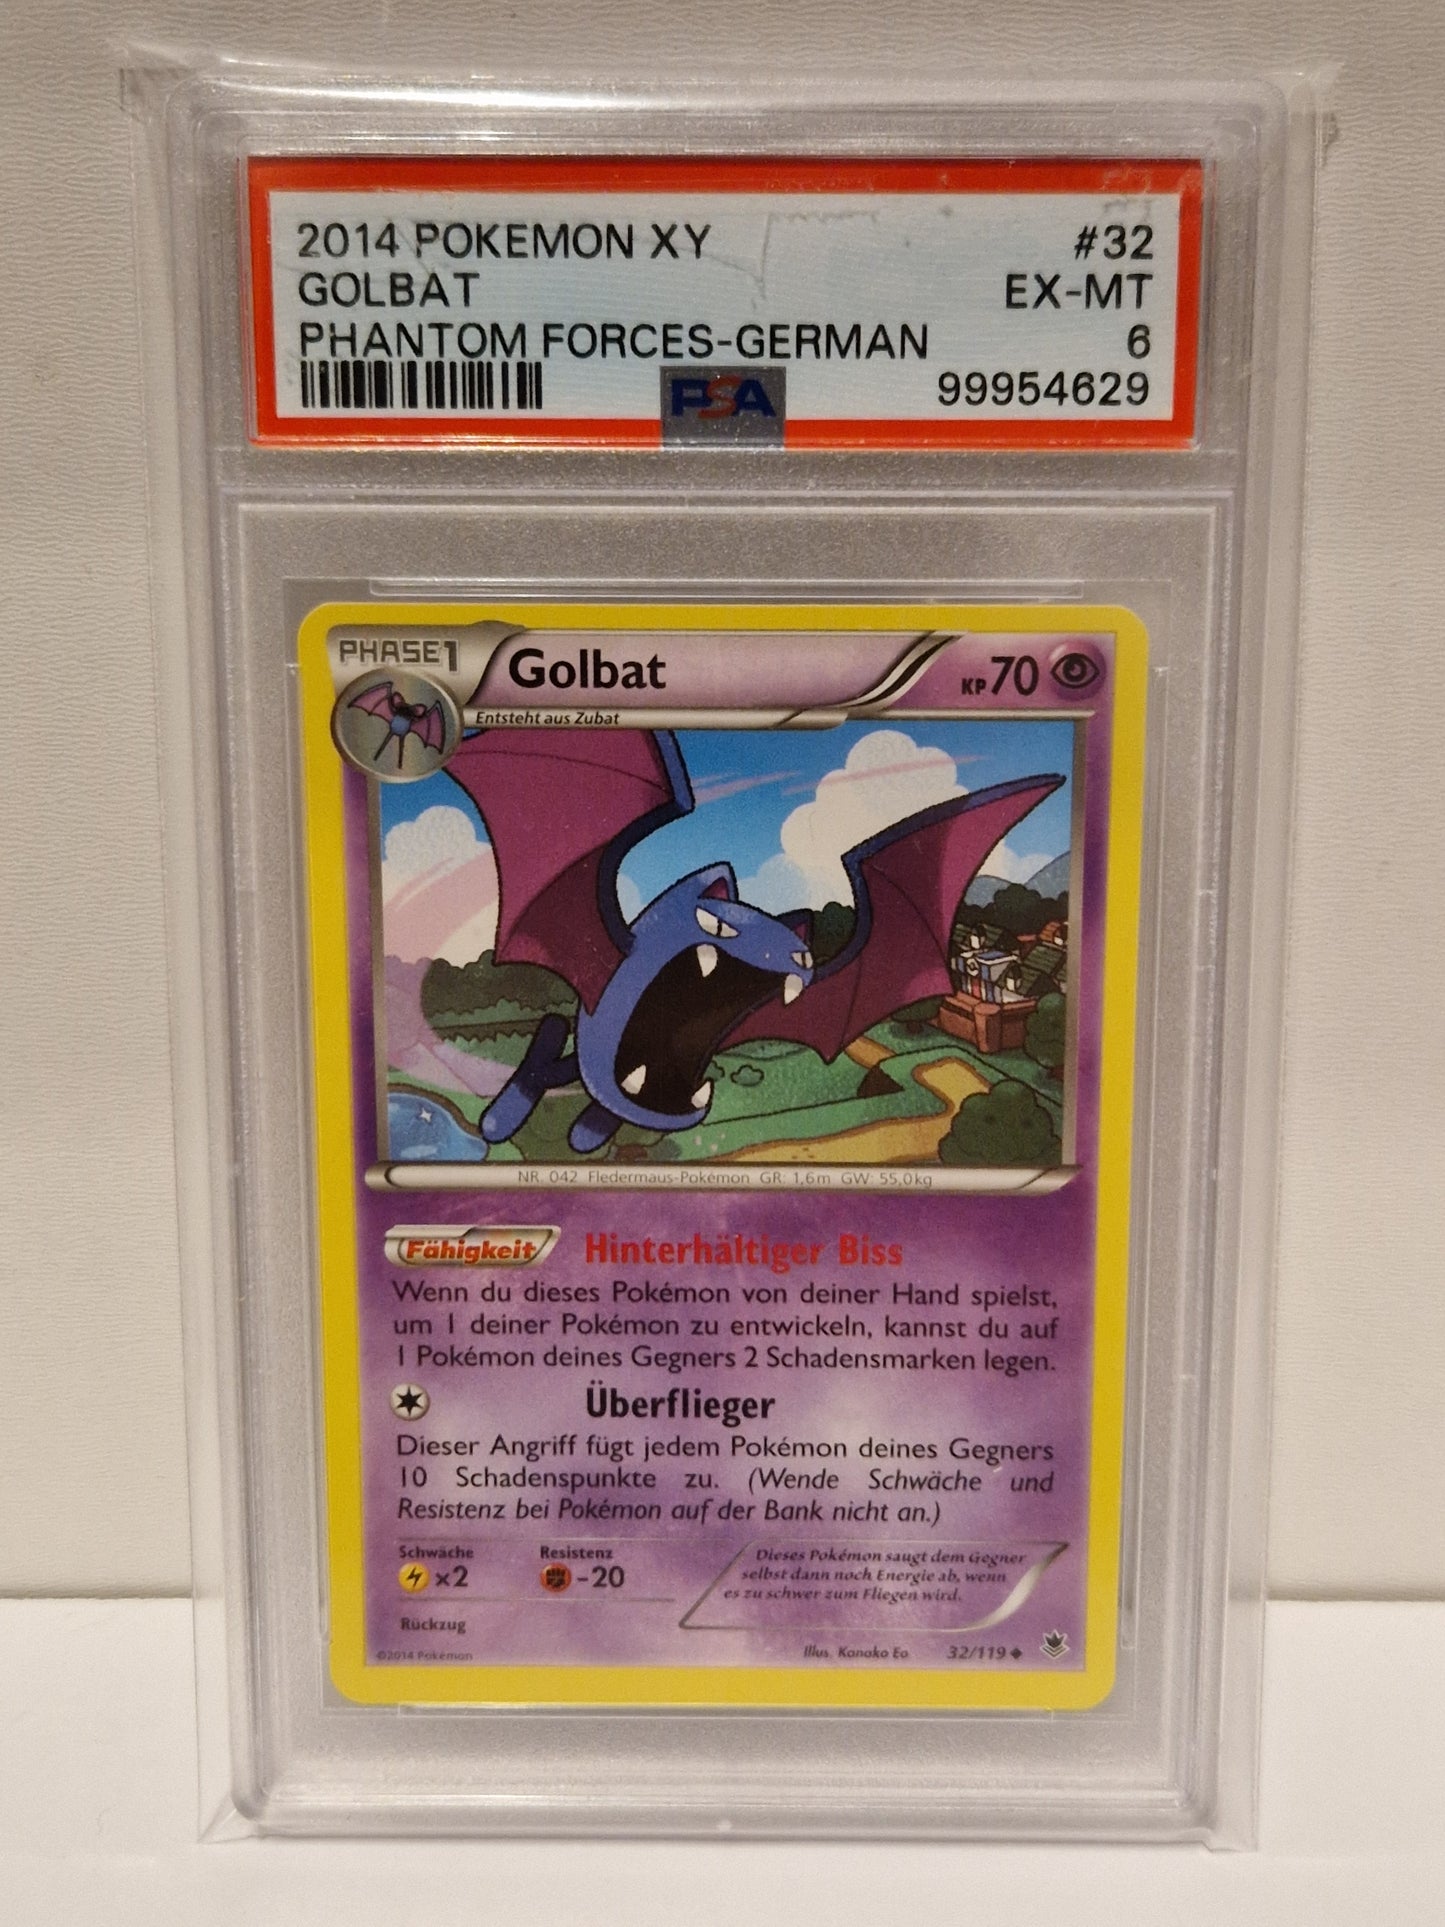 2014 POKEMON XY #32
GOLBAT EX-MT
PHANTOM FORCES-GERMAN 6
PSA 99954629
PHASE 1 Golbat KP 70
Entsteht aus Zubat
NR. 042 Fledermaus-Pokémon GR: 1,6m GW: 55,0kg
Fähigkeit Hinterhältiger Biss
Wenn du dieses Pokémon von deiner Hand spielst,
um 1 deiner Pokémon zu entwickeln, kannst du auf
1 Pokémon deines Gegners 2 Schadensmarken legen.
Überflieger
Dieser Angriff fügt jedem Pokémon deines Gegners
10 Schadenspunkte zu. (Wende Schwäche und
Resistenz bei Pokémon auf der Bank nicht an.)
Schwäche Resistenz
x2 -20
Dieses Pokémon saugt dem Gegner
selbst dann noch Energie ab, wenn
es zu schwer zum Fliegen wird.
Rückzug
©2014 Pokémon Illus. Kanako Eo 32/119